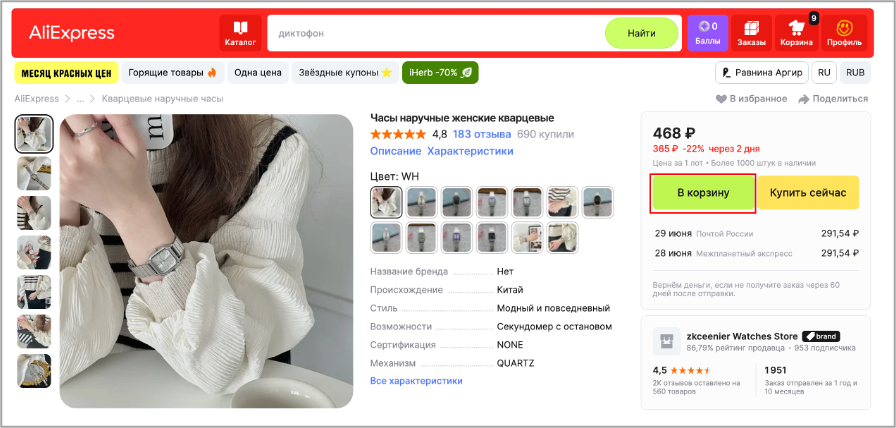 AliExpress
Каталог
диктофон
Найти
0
Баллы
Заказы
9
Корзина
Профиль
МЕСЯЦ КРАСНЫХ ЦЕН
Горящие товары
Одна цена
Звёздные купоны
iHerb -70%
Равнина Аргир
RU
RUB
AliExpress > ... > Кварцевые наручные часы
В избранное
Поделиться
Часы наручные женские кварцевые
4,8 183 отзыва 690 купили
Описание Характеристики
Цвет: WH
Название бренда Нет
Происхождение Китай
Стиль Модный и повседневный
Возможности Секундомер с остановом
Сертификация NONE
Механизм QUARTZ
Все характеристики
468 ₽
365 ₽ -22% через 2 дня
Цена за 1 лот • Более 1000 штук в наличии
В корзину
Купить сейчас
29 июня Почтой России 291,54 ₽
28 июня Межпланетный экспресс 291,54 ₽
Вернём деньги, если не получите заказ через 60
дней после отправки.
zkceenier Watches Store brand
86,79% рейтинг продавца • 953 подписчика
4,5
2K отзывов оставлено на
560 товаров
1951
Заказ отправлен за 1 год и
10 месяцев